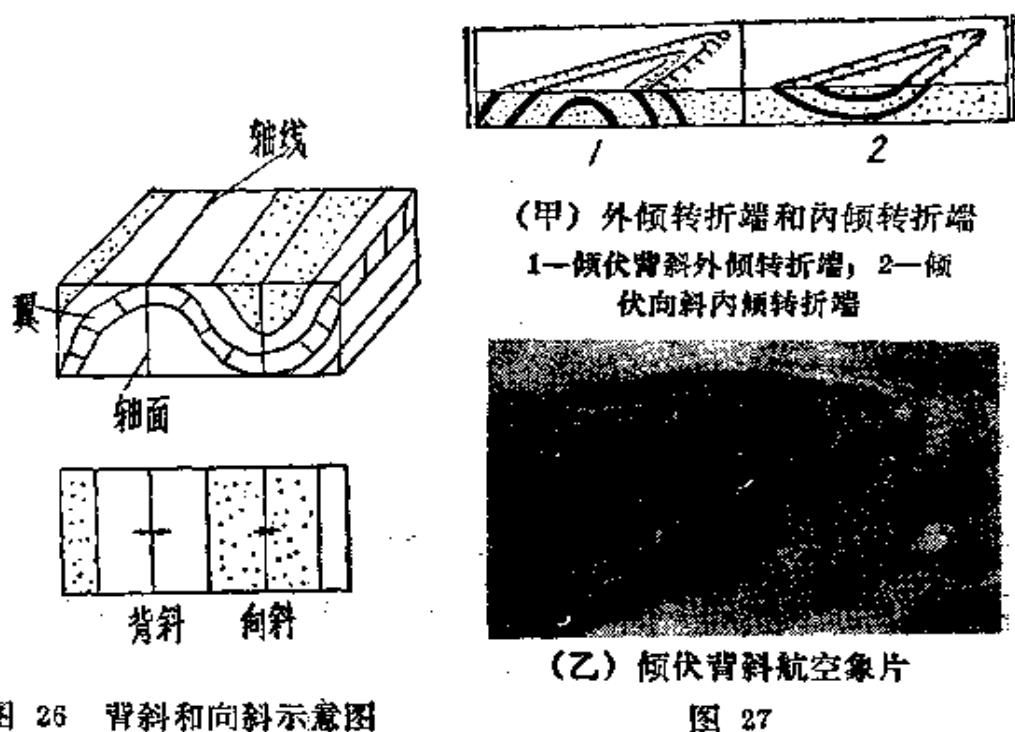 轴线
翼
轴面
背斜 向斜
图 26 背斜和向斜示意图
1 2
（甲）外倾转折端和内倾转折端
1—倾伏背斜外倾转折端；2—倾
伏向斜内倾转折端
（乙）倾伏背斜航空象片
图 27